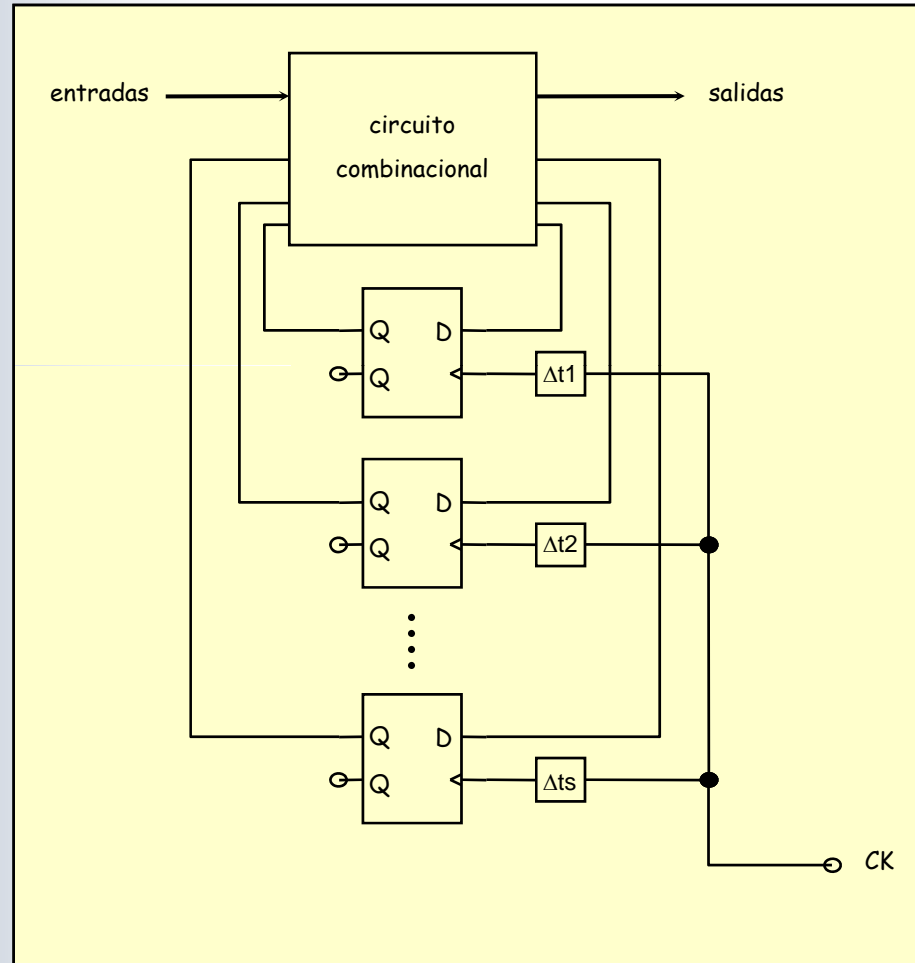 entradas
salidas
circuito
combinacional
Q D
Q <
Δt1
Q D
Q <
Δt2
Q D
Q <
Δts
CK